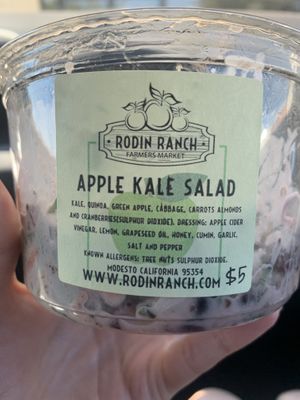 RODIN RANCH
FARMERS MARKET
APPLE KALE SALAD
KALE, QUINOA, GREEN APPLE, CABBAGE, CARROTS ALMONDS
AND CRANBERRIES(SULPHUR DIOXIDE). DRESSING: APPLE CIDER
VINEGAR, LEMON, GRAPESEED OIL, HONEY, CUMIN, GARLIC,
SALT AND PEPPER
KNOWN ALLERGENS: TREE NUTS SULPHUR DIOXIDE.
MODESTO CALIFORNIA 95354
WWW.RODINRANCH.COM $5